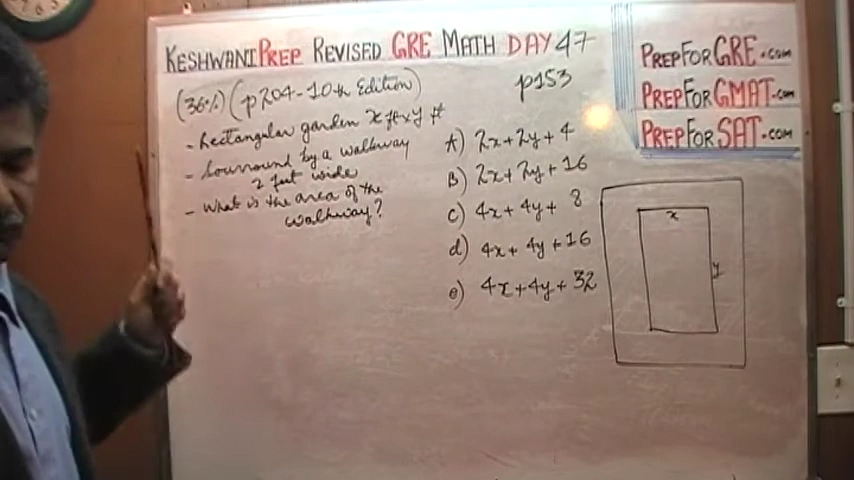 KESHWANIPREP REVISED GRE MATH DAY 47
(36%) (p204-10th Edition)
p153
- Rectangular garden x ft x y ft
- Sourround by a walkway
2 feet wide
- What is the area of the
walkway?
A) 2x + 2y + 4
B) 2x + 2y + 16
C) 4x + 4y + 8
d) 4x + 4y + 16
e) 4x + 4y + 32
x
y
PREPFORGRE.com
PREPFORGMAT.com
PREPFORSAT.com